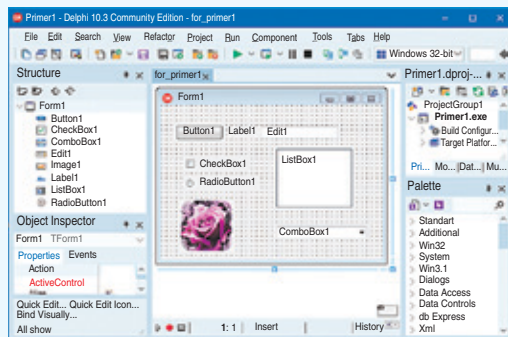 Primer1 - Delphi 10.3 Community Edition - for_primer1
File Edit Search View Refactor Project Run Component Tools Tabs Help
Windows 32-bit
Structure
Form1
Button1
CheckBox1
ComboBox1
Edit1
Image1
Label1
ListBox1
RadioButton1
Object Inspector
Form1 TForm1
Properties Events
Action
ActiveControl
Quick Edit... Quick Edit Icon...
Bind Visually...
All show
for_primer1
Form1
Button1 Label1 Edit1
CheckBox1
RadioButton1
ListBox1
ComboBox1
1: 1 Insert
History
Primer1.dproj-...
ProjectGroup1
Primer1.exe
Build Configur...
Target Platfor...
Pri... Mo... Dat... Mu...
Palette
Standart
Additional
Win32
System
Win3.1
Dialogs
Data Access
Data Controls
db Express
Xml